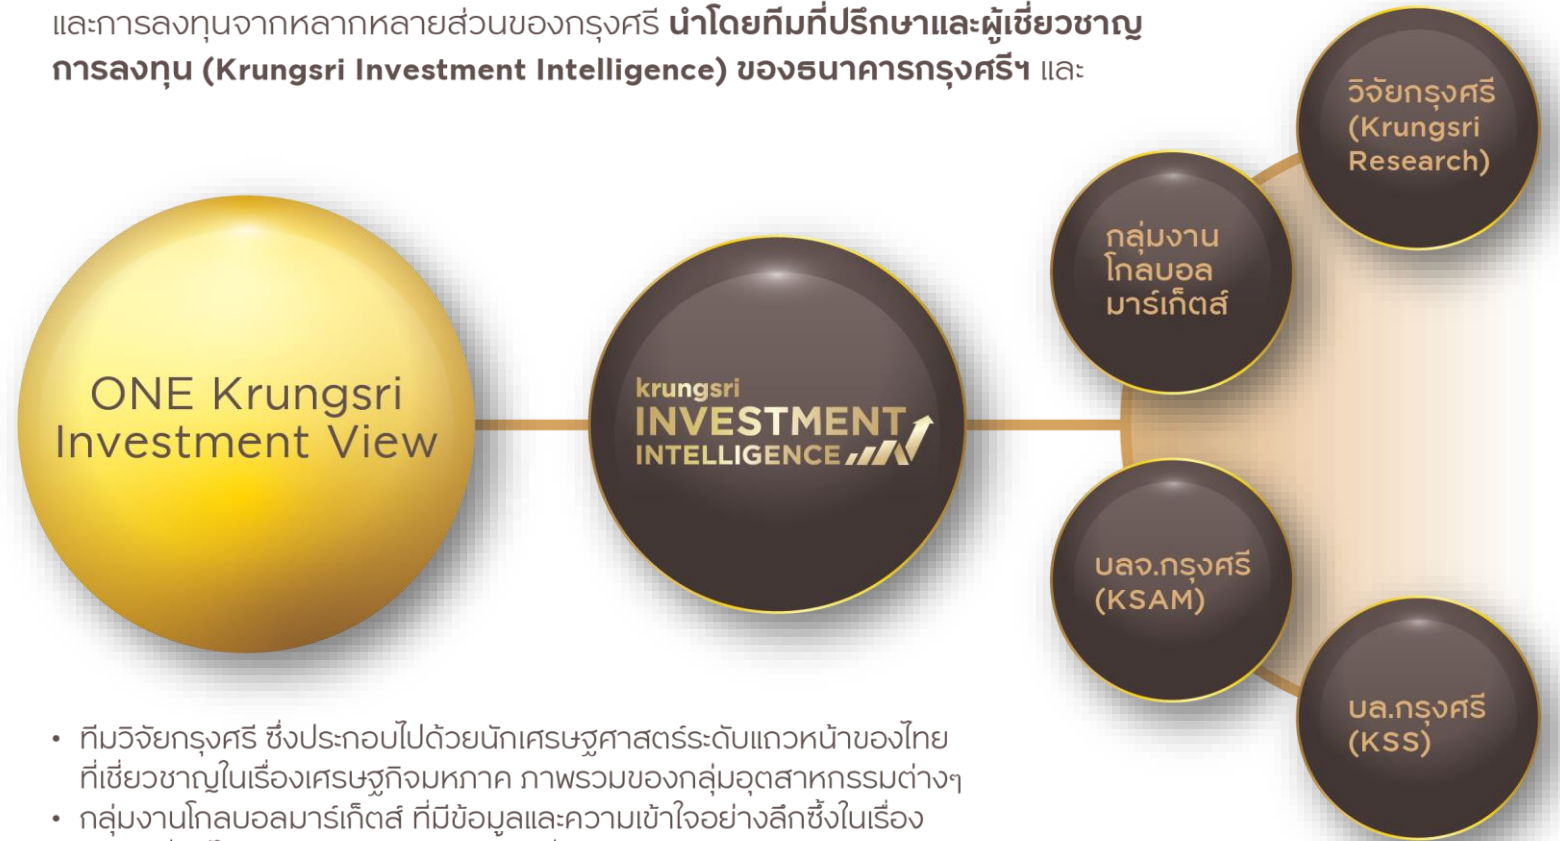 และการลงทุนจากหลากหลายส่วนของกรุงศรี นำโดยทีมที่ปรึกษาและผู้เชี่ยวชาญ
การลงทุน (Krungsri Investment Intelligence) ของธนาคารกรุงศรีฯ และ
วิจัยกรุงศรี
(Krungsri
Research)
กลุ่มงาน
โกลบอล
มาร์เก็ตส์
ONE Krungsri
Investment View
krungsri
INVESTMENT
INTELLIGENCE
บลจ.กรุงศรี
(KSAM)
บล.กรุงศรี
(KSS)
• ทีมวิจัยกรุงศรี ซึ่งประกอบไปด้วยนักเศรษฐศาสตร์ระดับแถวหน้าของไทย
ที่เชี่ยวชาญในเรื่องเศรษฐกิจมหภาค ภาพรวมของกลุ่มอุตสาหกรรมต่างๆ
• กลุ่มงานโกลบอลมาร์เก็ตส์ ที่มีข้อมูลและความเข้าใจอย่างลึกซึ้งในเรื่อง